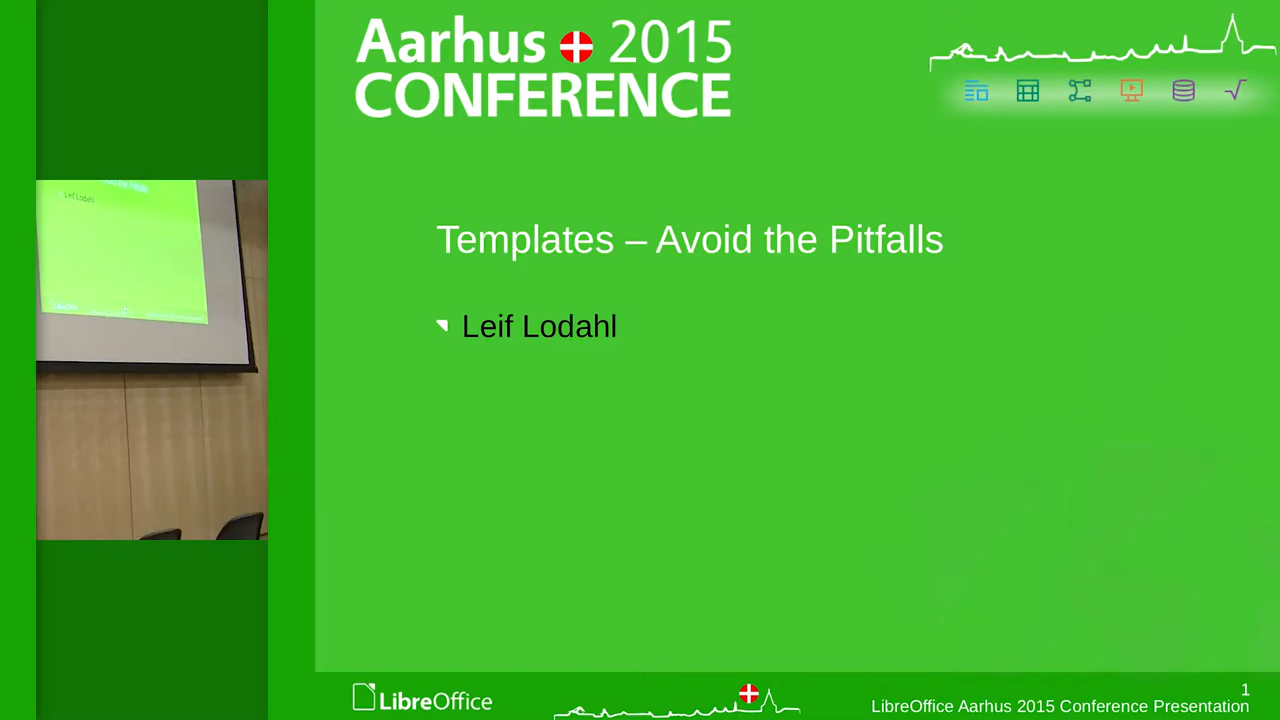 Aarhus 2015
CONFERENCE
Templates – Avoid the Pitfalls
Leif Lodahl
Leif Lodahl
LibreOffice
1
LibreOffice Aarhus 2015 Conference Presentation